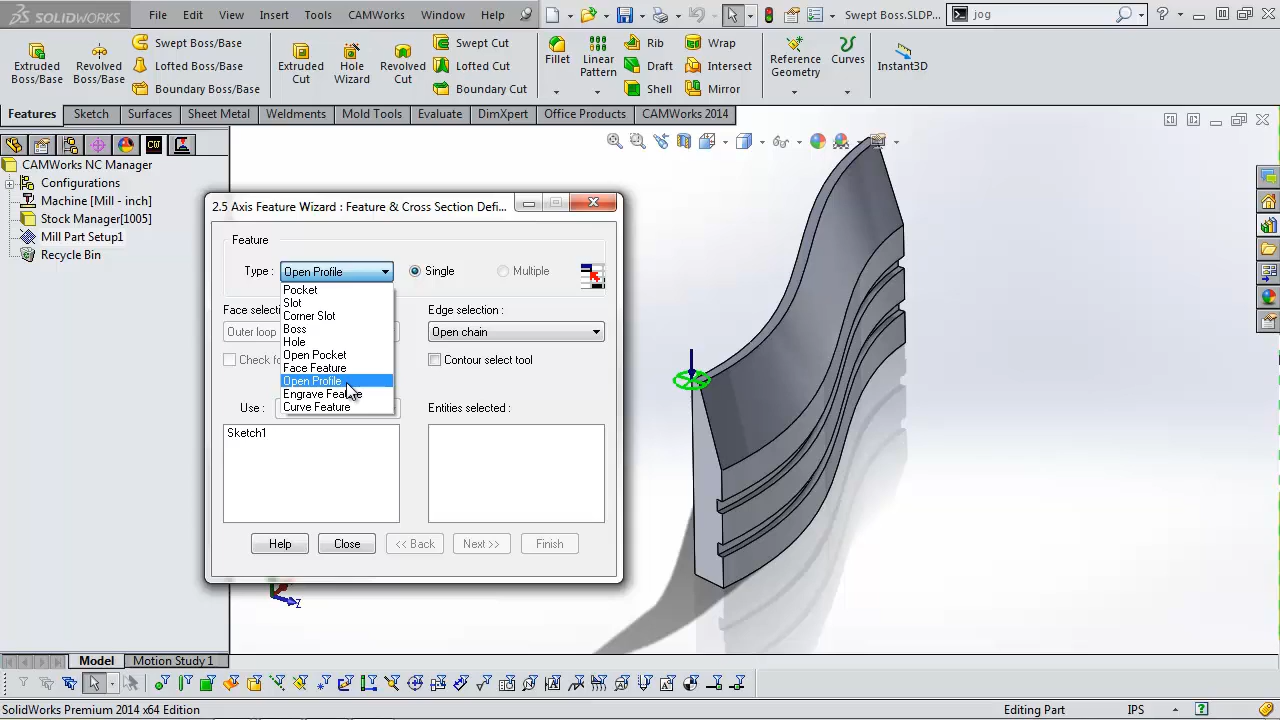 SOLIDWORKS File Edit View Insert Tools CAMWorks Window Help Swept Boss.SLDP... jog
Extruded Boss/Base Revolved Boss/Base Swept Boss/Base Lofted Boss/Base Boundary Boss/Base Extruded Cut Hole Wizard Revolved Cut Swept Cut Lofted Cut Boundary Cut Fillet Linear Pattern Rib Draft Shell Wrap Intersect Mirror Reference Geometry Curves Instant3D
Features Sketch Surfaces Sheet Metal Weldments Mold Tools Evaluate DimXpert Office Products CAMWorks 2014
CW
CAMWorks NC Manager
Configurations
Machine [Mill - inch]
Stock Manager[1005]
Mill Part Setup1
Recycle Bin
2.5 Axis Feature Wizard : Feature & Cross Section Defi...
Feature
Type : Open Profile Single Multiple
Pocket
Slot
Corner Slot
Boss
Hole
Open Pocket
Face Feature
Open Profile
Engrave Feature
Curve Feature
Face selecti
Outer loop
Check fo
Edge selection :
Open chain
Contour select tool
Use :
Entities selected :
Sketch1
Help Close << Back Next >> Finish
Z
Model Motion Study 1
SolidWorks Premium 2014 x64 Edition Editing Part IPS